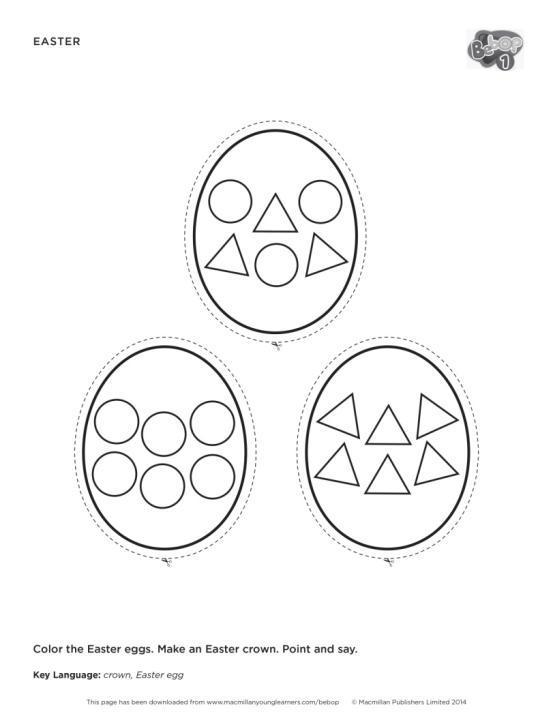 EASTER
Bebop
1
Color the Easter eggs. Make an Easter crown. Point and say.
Key Language: crown, Easter egg
This page has been downloaded from www.macmillanyounglearners.com/bebop © Macmillan Publishers Limited 2014